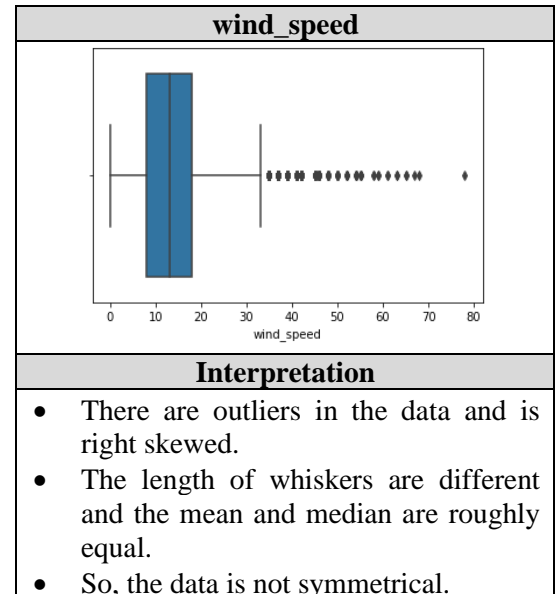 wind_speed
0 10 20 30 40 50 60 70 80
wind_speed
Interpretation
• There are outliers in the data and is
right skewed.
• The length of whiskers are different
and the mean and median are roughly
equal.
• So, the data is not symmetrical.